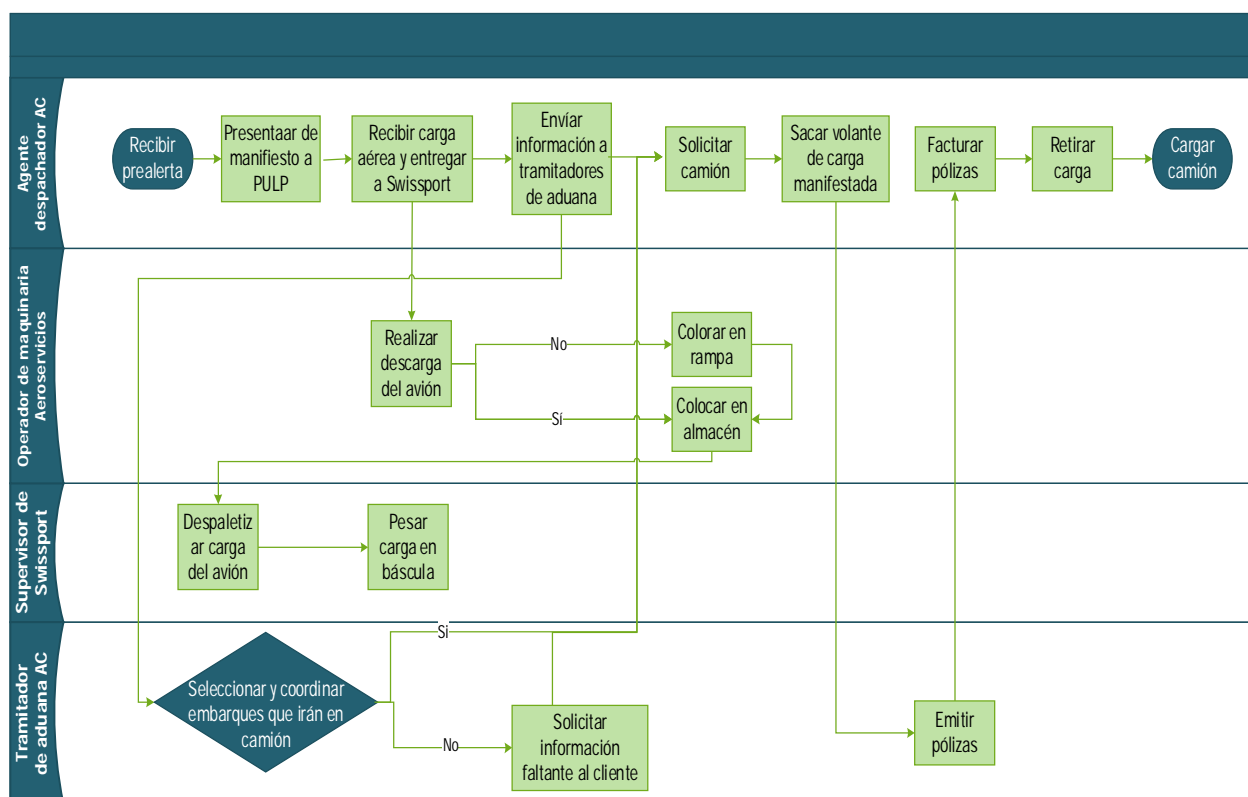 Agente
despachador AC
Recibir
prealerta
Presentaar de
manifiesto a
PULP
Recibir carga
aérea y entregar
a Swissport
Envíar
información a
tramitadores
de aduana
Solicitar
camión
Sacar volante
de carga
manifestada
Facturar
pólizas
Retirar
carga
Cargar
camión
Operador de maquinaria
Aeroservicios
Realizar
descarga
del avión
No
Sí
Colorar en
rampa
Colocar en
almacén
Supervisor de
Swissport
Despaletiz
ar carga
del avión
Pesar
carga en
báscula
Tramitador
de aduana AC
Seleccionar y coordinar
embarques que irán en
camión
Si
No
Solicitar
información
faltante al cliente
Emitir
pólizas